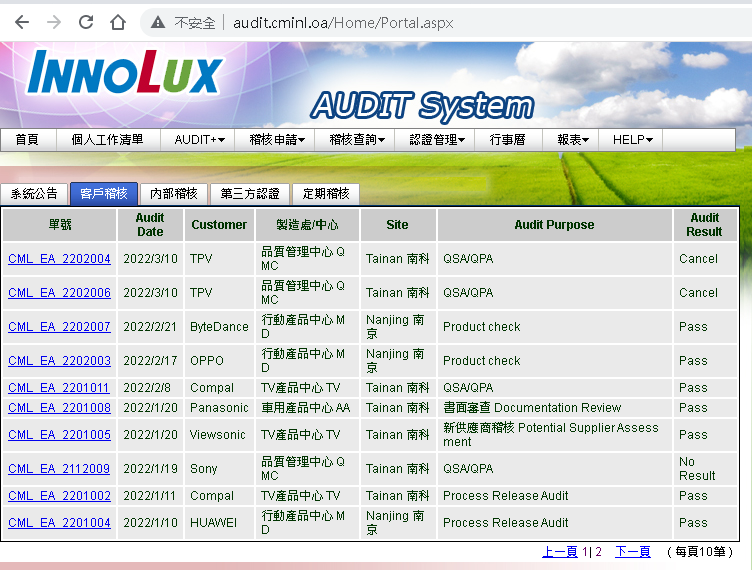 不安全 audit.cminl.oa/Home/Portal.aspx
INNOLUX
AUDIT System
首頁 個人工作清單 AUDIT+ 稽核申請 稽核查詢 認證管理 行事曆 報表 HELP
系統公告 客戶稽核 內部稽核 第三方認證 定期稽核
單號 Audit Date Customer 製造處/中心 Site Audit Purpose Audit Result
CML_EA_2202004 2022/3/10 TPV 品質管理中心 QMC Tainan 南科 QSA/QPA Cancel
CML_EA_2202006 2022/3/10 TPV 品質管理中心 QMC Tainan 南科 QSA/QPA Cancel
CML_EA_2202007 2022/2/21 ByteDance 行動產品中心 MD Nanjing 南京 Product check Pass
CML_EA_2202003 2022/2/17 OPPO 行動產品中心 MD Nanjing 南京 Product check Pass
CML_EA_2201011 2022/2/8 Compal TV產品中心 TV Tainan 南科 QSA/QPA Pass
CML_EA_2201008 2022/1/20 Panasonic 車用產品中心 AA Tainan 南科 書面審查 Documentation Review Pass
CML_EA_2201005 2022/1/20 Viewsonic TV產品中心 TV Tainan 南科 新供應商稽核 Potential Supplier Assessment Pass
CML_EA_2112009 2022/1/19 Sony 品質管理中心 QMC Tainan 南科 QSA/QPA No Result
CML_EA_2201002 2022/1/11 Compal TV產品中心 TV Tainan 南科 Process Release Audit Pass
CML_EA_2201004 2022/1/10 HUAWEI 行動產品中心 MD Nanjing 南京 Process Release Audit Pass
上一頁 1| 2 下一頁 ( 每頁10筆 )